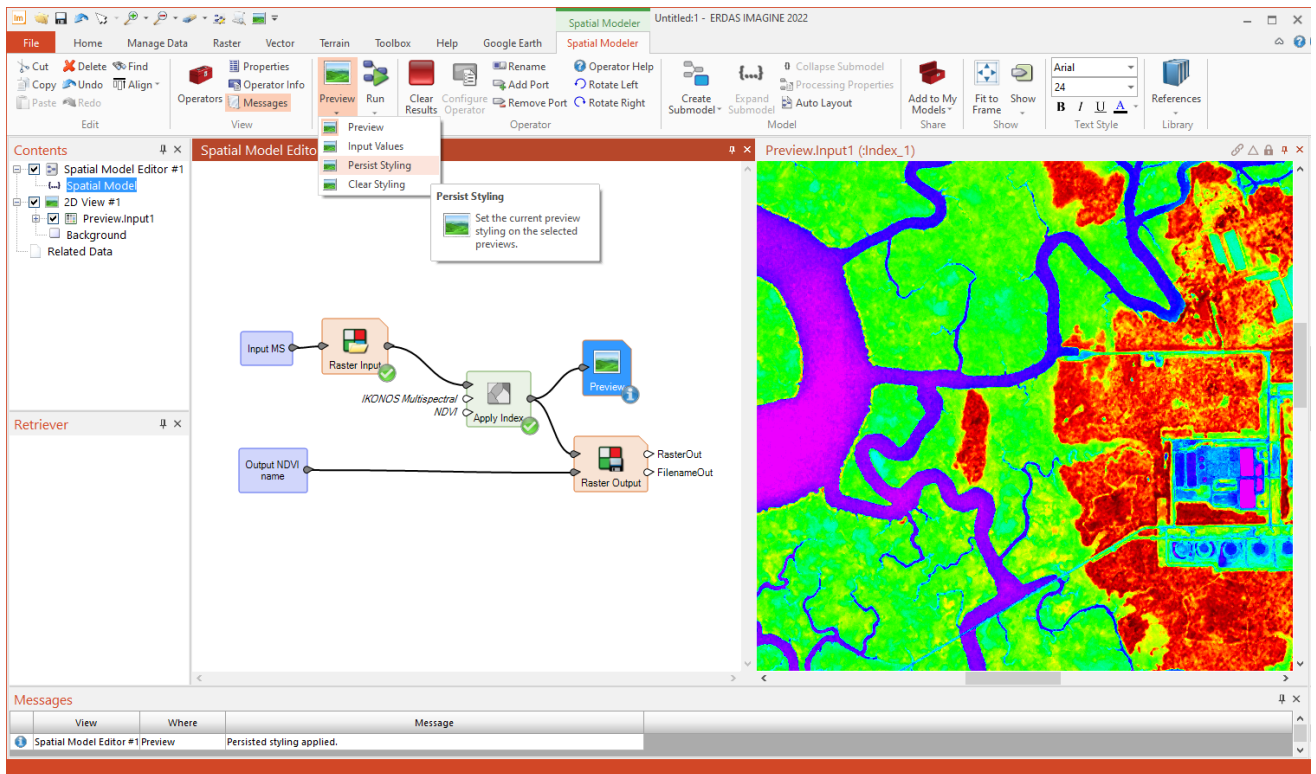 Im
Spatial Modeler
Untitled:1 - ERDAS IMAGINE 2022
File Home Manage Data Raster Vector Terrain Toolbox Help Google Earth Spatial Modeler
Cut Delete Find
Copy Undo Align
Paste Redo
Edit
Operators
Properties
Operator Info
Messages
View
Preview
Run
Clear Results
Configure Operator
Rename
Add Port
Remove Port
Operator Help
Rotate Left
Rotate Right
Operator
Create Submodel
Expand Submodel
Collapse Submodel
Processing Properties
Auto Layout
Model
Add to My Models
Share
Fit to Frame
Show
Show
Arial
24
B I U A
Text Style
References
Library
Preview
Input Values
Persist Styling
Clear Styling
Persist Styling
Set the current preview
styling on the selected
previews.
Contents
Spatial Model Editor #1
Spatial Model
2D View #1
Preview.Input1
Background
Related Data
Retriever
Spatial Model Edito
Input MS
Raster Input
IKONOS Multispectral
NDVI
Apply Index
Preview
Output NDVI
name
Raster Output
RasterOut
FilenameOut
Preview.Input1 (:Index_1)
Messages
View Where Message
Spatial Model Editor #1 Preview Persisted styling applied.